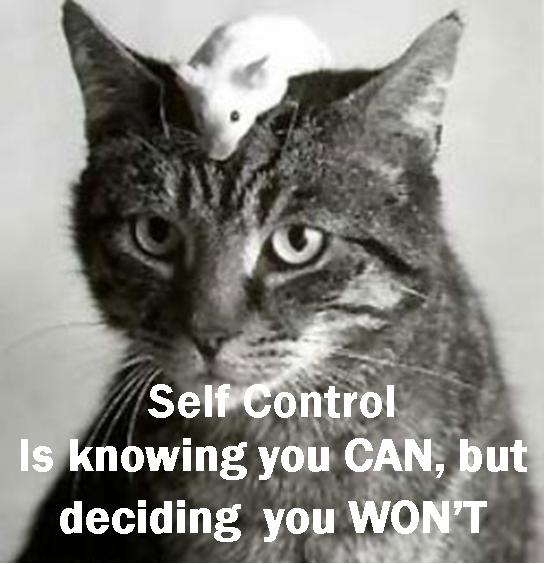 Self Control
Is knowing you CAN, but
deciding you WON'T